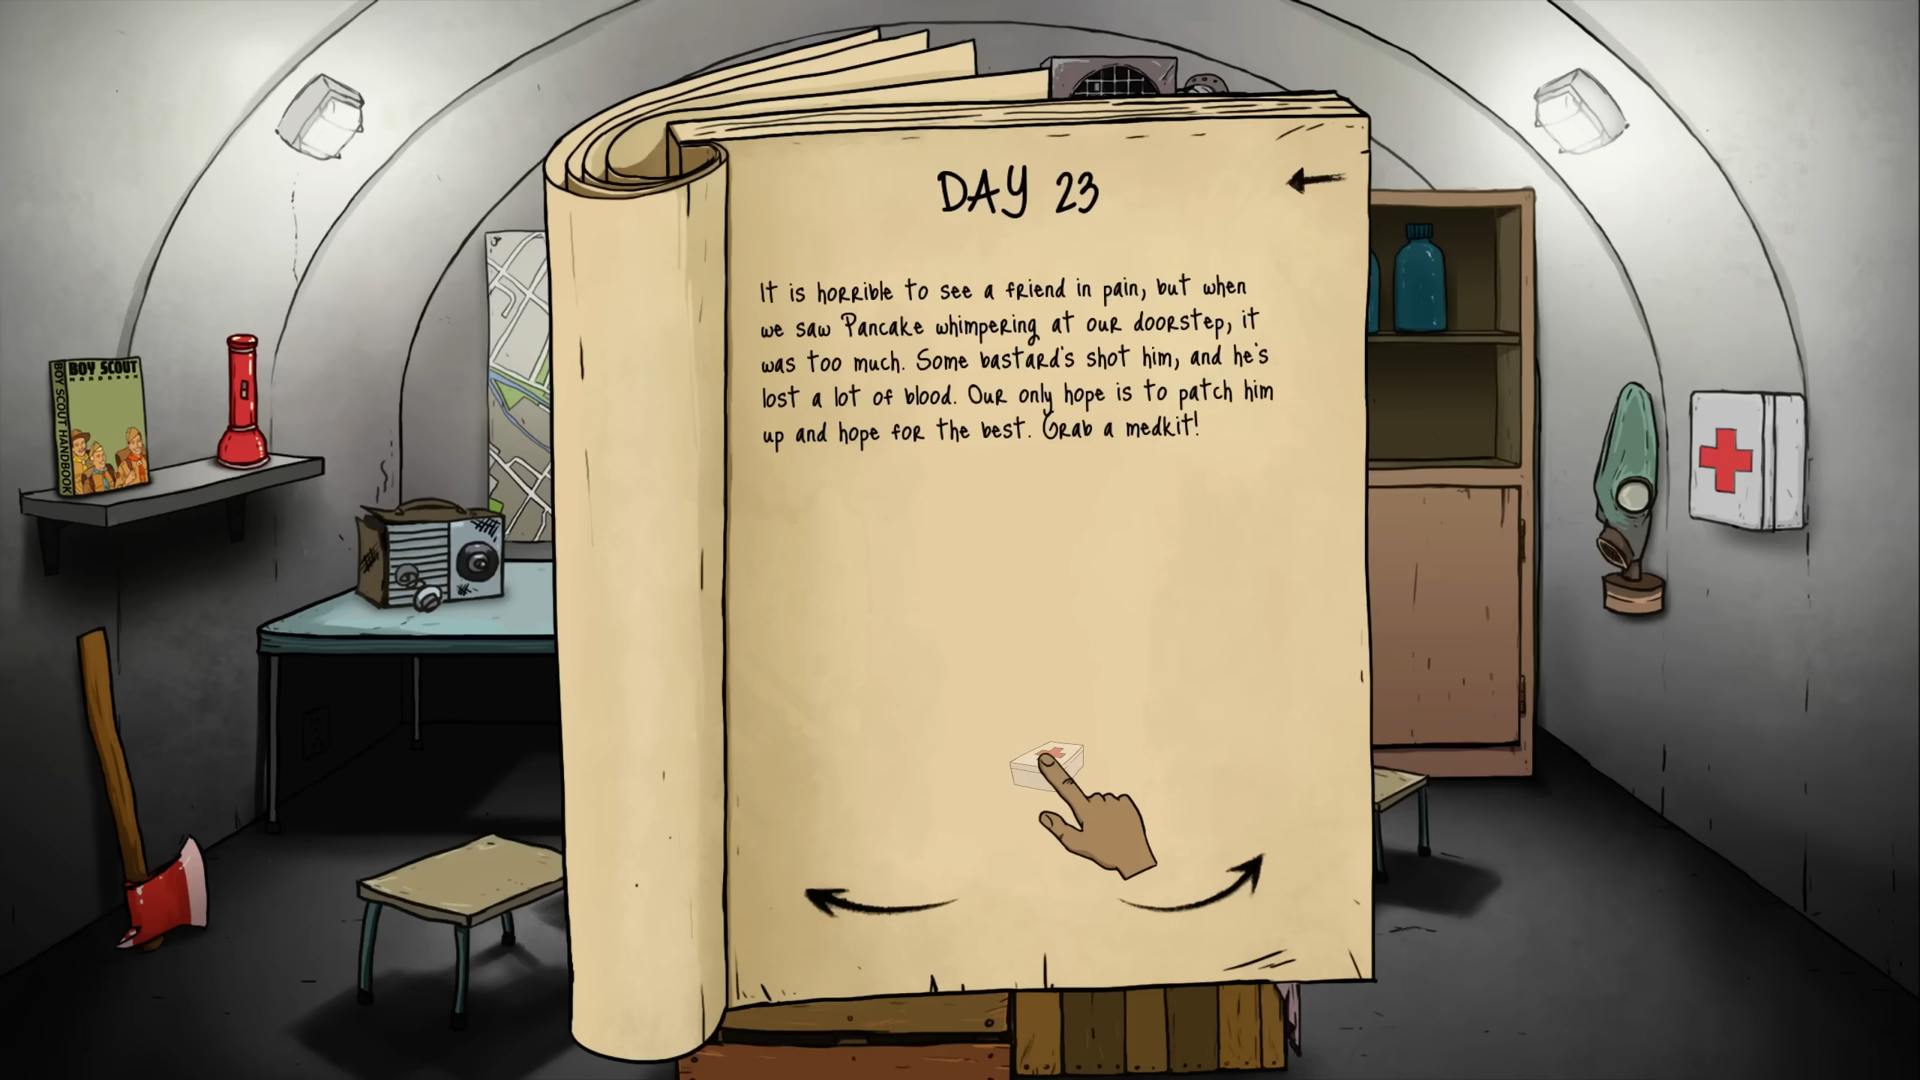 DAY 23
It is horrible to see a friend in pain, but when
we saw Pancake whimpering at our doorstep, it
was too much. Some bastard's shot him, and he's
lost a lot of blood. Our only hope is to patch him
up and hope for the best. Grab a medkit!
BOY SCOUT
HANDBOOK
BOY SCOUT HANDBOOK